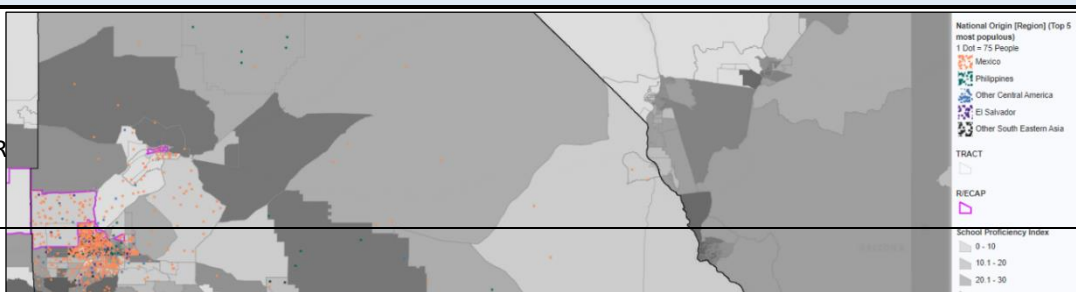 R
National Origin [Region] (Top 5
most populous)
1 Dot = 75 People
Mexico
Philippines
Other Central America
El Salvador
Other South Eastern Asia
TRACT
R/ECAP
School Proficiency Index
0 - 10
10.1 - 20
20.1 - 30